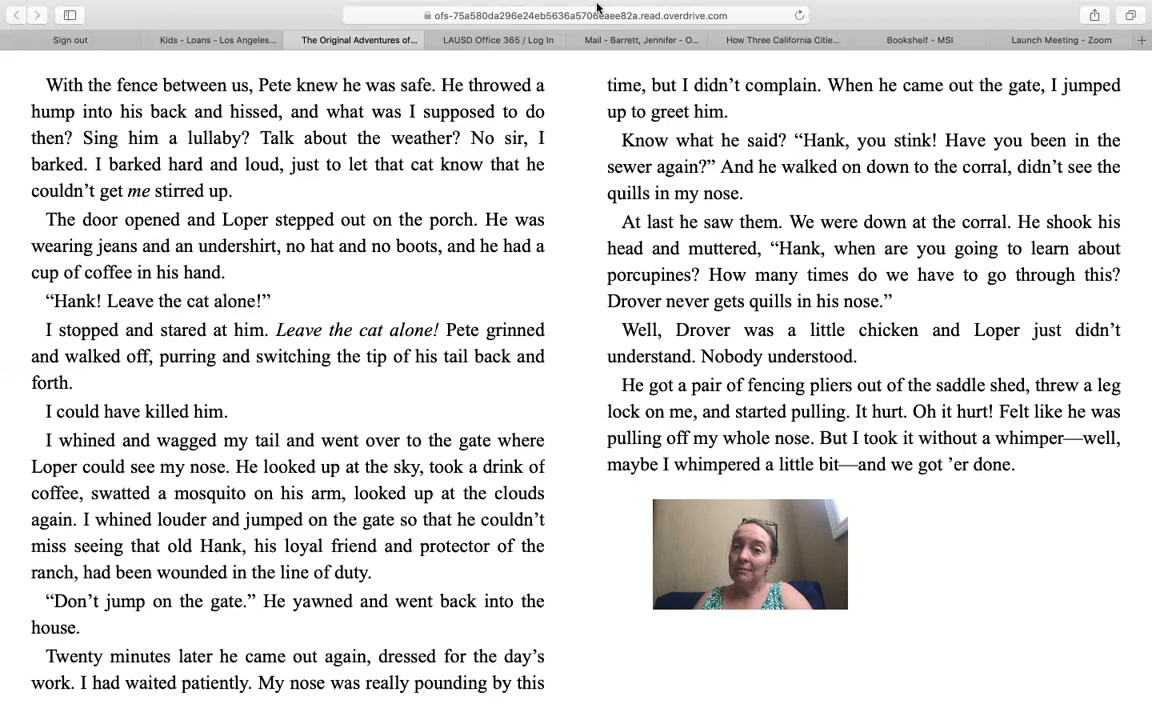 ofs-75a580da296e24eb5636a5706eaee82a.read.overdrive.com
Sign out
Kids - Loans - Los Angeles...
The Original Adventures of...
LAUSD Office 365 / Log In
Mail - Barrett, Jennifer - O...
How Three California Citie...
Bookshelf - MSI
Launch Meeting - Zoom
With the fence between us, Pete knew he was safe. He throwed a
hump into his back and hissed, and what was I supposed to do
then? Sing him a lullaby? Talk about the weather? No sir, I
barked. I barked hard and loud, just to let that cat know that he
couldn’t get me stirred up.
The door opened and Loper stepped out on the porch. He was
wearing jeans and an undershirt, no hat and no boots, and he had a
cup of coffee in his hand.
“Hank! Leave the cat alone!”
I stopped and stared at him. Leave the cat alone! Pete grinned
and walked off, purring and switching the tip of his tail back and
forth.
I could have killed him.
I whined and wagged my tail and went over to the gate where
Loper could see my nose. He looked up at the sky, took a drink of
coffee, swatted a mosquito on his arm, looked up at the clouds
again. I whined louder and jumped on the gate so that he couldn’t
miss seeing that old Hank, his loyal friend and protector of the
ranch, had been wounded in the line of duty.
“Don’t jump on the gate.” He yawned and went back into the
house.
Twenty minutes later he came out again, dressed for the day’s
work. I had waited patiently. My nose was really pounding by this
time, but I didn’t complain. When he came out the gate, I jumped
up to greet him.
Know what he said? “Hank, you stink! Have you been in the
sewer again?” And he walked on down to the corral, didn’t see the
quills in my nose.
At last he saw them. We were down at the corral. He shook his
head and muttered, “Hank, when are you going to learn about
porcupines? How many times do we have to go through this?
Drover never gets quills in his nose.”
Well, Drover was a little chicken and Loper just didn’t
understand. Nobody understood.
He got a pair of fencing pliers out of the saddle shed, threw a leg
lock on me, and started pulling. It hurt. Oh it hurt! Felt like he was
pulling off my whole nose. But I took it without a whimper—well,
maybe I whimpered a little bit—and we got ’er done.